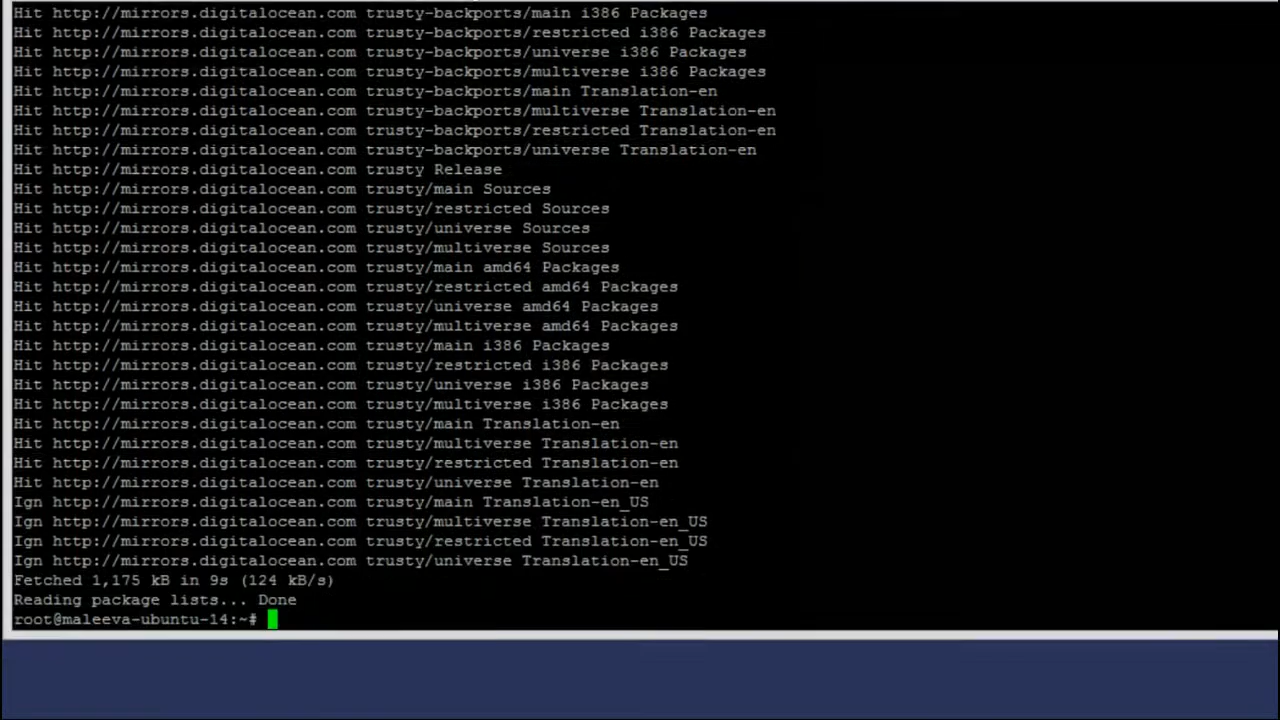 Hit http://mirrors.digitalocean.com trusty-backports/main i386 Packages
Hit http://mirrors.digitalocean.com trusty-backports/restricted i386 Packages
Hit http://mirrors.digitalocean.com trusty-backports/universe i386 Packages
Hit http://mirrors.digitalocean.com trusty-backports/multiverse i386 Packages
Hit http://mirrors.digitalocean.com trusty-backports/main Translation-en
Hit http://mirrors.digitalocean.com trusty-backports/multiverse Translation-en
Hit http://mirrors.digitalocean.com trusty-backports/restricted Translation-en
Hit http://mirrors.digitalocean.com trusty-backports/universe Translation-en
Hit http://mirrors.digitalocean.com trusty Release
Hit http://mirrors.digitalocean.com trusty/main Sources
Hit http://mirrors.digitalocean.com trusty/restricted Sources
Hit http://mirrors.digitalocean.com trusty/universe Sources
Hit http://mirrors.digitalocean.com trusty/multiverse Sources
Hit http://mirrors.digitalocean.com trusty/main amd64 Packages
Hit http://mirrors.digitalocean.com trusty/restricted amd64 Packages
Hit http://mirrors.digitalocean.com trusty/universe amd64 Packages
Hit http://mirrors.digitalocean.com trusty/multiverse amd64 Packages
Hit http://mirrors.digitalocean.com trusty/main i386 Packages
Hit http://mirrors.digitalocean.com trusty/restricted i386 Packages
Hit http://mirrors.digitalocean.com trusty/universe i386 Packages
Hit http://mirrors.digitalocean.com trusty/multiverse i386 Packages
Hit http://mirrors.digitalocean.com trusty/main Translation-en
Hit http://mirrors.digitalocean.com trusty/multiverse Translation-en
Hit http://mirrors.digitalocean.com trusty/restricted Translation-en
Hit http://mirrors.digitalocean.com trusty/universe Translation-en
Ign http://mirrors.digitalocean.com trusty/main Translation-en_US
Ign http://mirrors.digitalocean.com trusty/multiverse Translation-en_US
Ign http://mirrors.digitalocean.com trusty/restricted Translation-en_US
Ign http://mirrors.digitalocean.com trusty/universe Translation-en_US
Fetched 1,175 kB in 9s (124 kB/s)
Reading package lists... Done
root@maleeva-ubuntu-14:~#